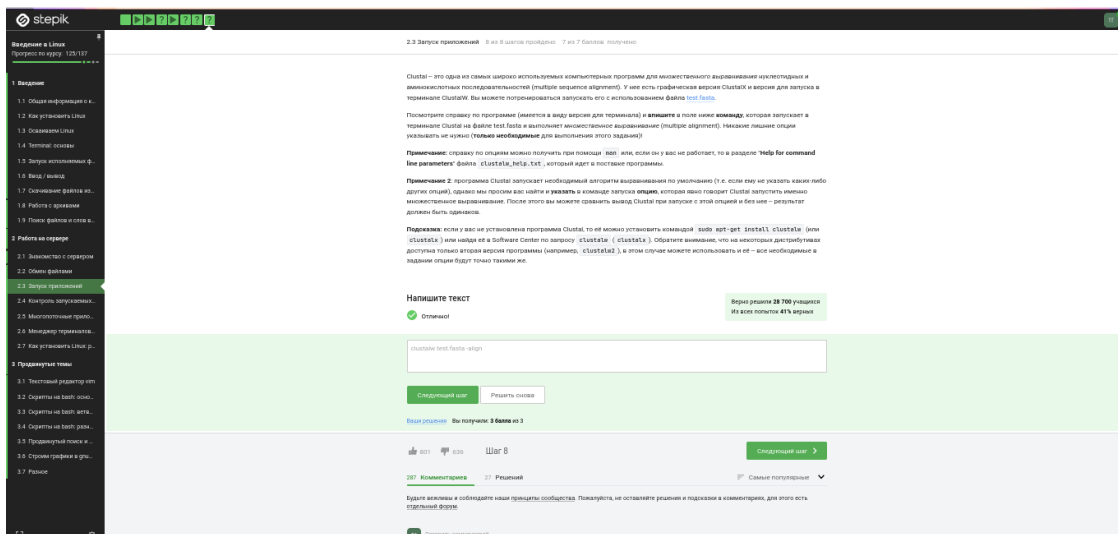 stepik
8
Введение в Linux
Прогресс по курсу: 125/137
1 Введение
1.1 Общая информация о к...
1.2 Как установить Linux
1.3 Осваиваем Linux
1.4 Terminal: основы
1.5 Запуск исполняемых ф...
1.6 Ввод / вывод
1.7 Скачивание файлов из...
1.8 Работа с архивами
1.9 Поиск файлов и слов в...
2 Работа на сервере
2.1 Знакомство с сервером
2.2 Обмен файлами
2.3 Запуск приложений
2.4 Контроль запускаемых...
2.5 Многопоточные прило...
2.6 Менеджер терминалов...
2.7 Как установить Linux: р...
3 Продвинутые темы
3.1 Текстовый редактор vim
3.2 Скрипты на bash: осно...
3.3 Скрипты на bash: ветв...
3.4 Скрипты на bash: разн...
3.5 Продвинутый поиск и ...
3.6 Строим графики в gnu...
3.7 Разное
2.3 Запуск приложений 8 из 8 шагов пройдено 7 из 7 баллов получено
Clustal – это одна из самых широко используемых компьютерных программ для множественного выравнивания нуклеотидных и
аминокислотных последовательностей (multiple sequence alignment). У нее есть графическая версия ClustalX и версия для запуска в
терминале ClustalW. Вы можете потренироваться запускать его с использованием файла test.fasta.
Посмотрите справку по программе (имеется в виду версия для терминала) и впишите в поле ниже команду, которая запускает в
терминале Clustal на файле test.fasta и выполняет множественное выравнивание (multiple alignment). Никакие лишние опции
указывать не нужно (только необходимые для выполнения этого задания)!
Примечание: справку по опциям можно получить при помощи man или, если он у вас не работает, то в разделе "Help for command
line parameters" файла clustalw_help.txt, который идет в поставке программы.
Примечание 2: программа Clustal запускает необходимый алгоритм выравнивания по умолчанию (т.е. если ему не указать каких-либо
других опций), однако мы просим вас найти и указать в команде запуска опцию, которая явно говорит Clustal запустить именно
множественное выравнивание. После этого вы можете сравнить вывод Clustal при запуске с этой опцией и без нее – результат
должен быть одинаков.
Подсказка: если у вас не установлена программа Clustal, то её можно установить командой sudo apt-get install clustalw (или
clustalx) или найдя её в Software Center по запросу clustalw (clustalx). Обратите внимание, что на некоторых дистрибутивах
доступна только вторая версия программы (например, clustalw2), в этом случае можете использовать и её – все необходимые в
задании опции будут точно такими же.
Напишите текст
Отлично!
Верно решили 28 700 учащихся
Из всех попыток 41% верных
clustalw test.fasta -align
Следующий шаг Решить снова
Ваши решения Вы получили: 3 балла из 3
801 636 Шаг 8 Следующий шаг
287 Комментариев 27 Решений Самые популярные
Будьте вежливы и соблюдайте наши принципы сообщества. Пожалуйста, не оставляйте решения и подсказки в комментариях, для этого есть
отдельный форум.